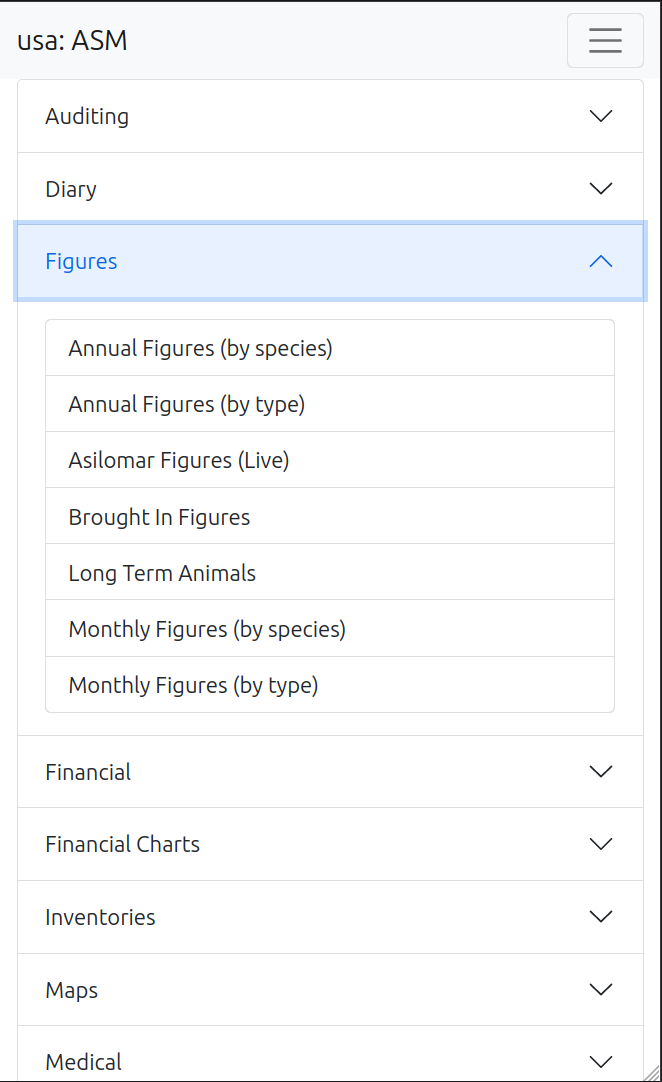 usa: ASM
Auditing
Diary
Figures
Annual Figures (by species)
Annual Figures (by type)
Asilomar Figures (Live)
Brought In Figures
Long Term Animals
Monthly Figures (by species)
Monthly Figures (by type)
Financial
Financial Charts
Inventories
Maps
Medical